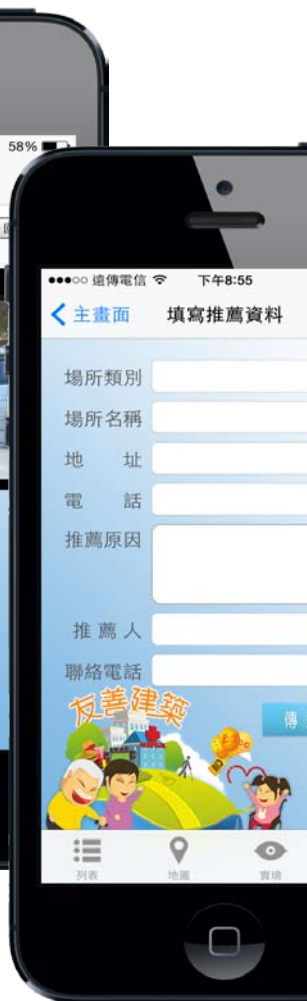 58%
●●●○○ 遠傳電信 下午8:55
主畫面 填寫推薦資料
場所類別
場所名稱
地 址
電 話
推薦原因
推 薦 人
聯絡電話
友善建築
傳
列表 地圖 實境